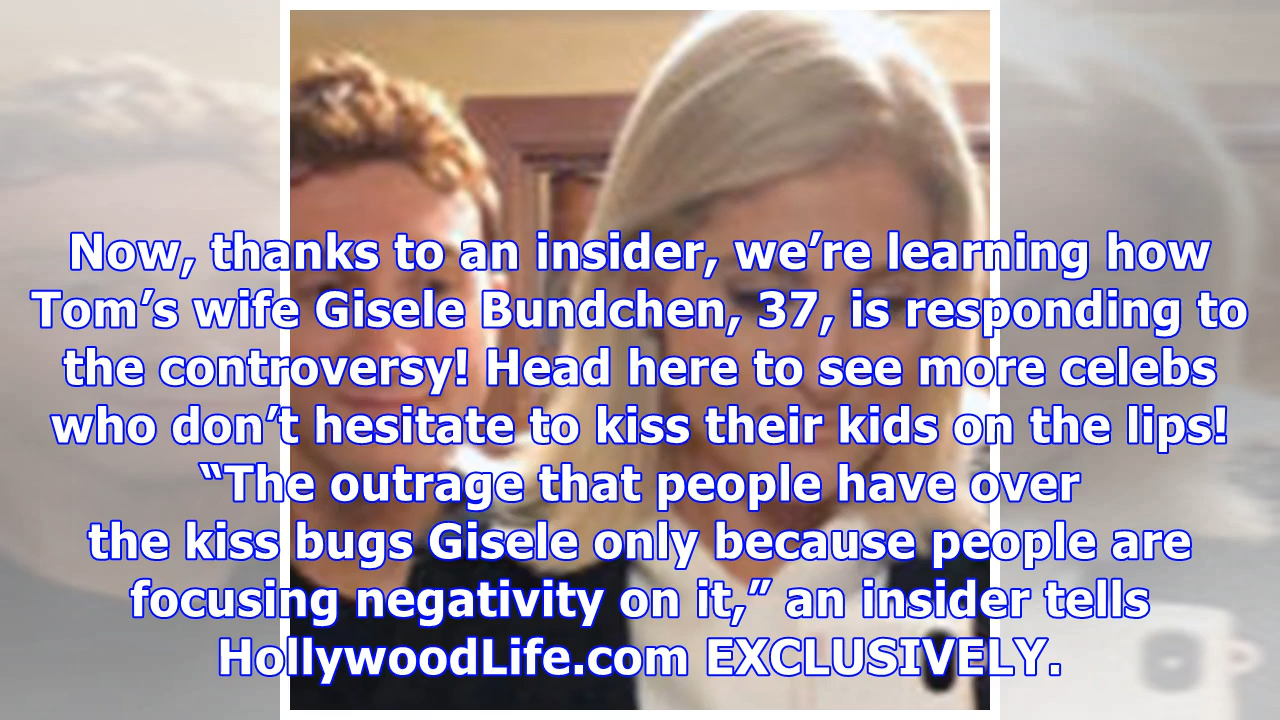 Now, thanks to an insider, we’re learning how
Tom’s wife Gisele Bundchen, 37, is responding to
the controversy! Head here to see more celebs
who don’t hesitate to kiss their kids on the lips!
“The outrage that people have over
the kiss bugs Gisele only because people are
focusing negativity on it,” an insider tells
HollywoodLife.com EXCLUSIVELY.